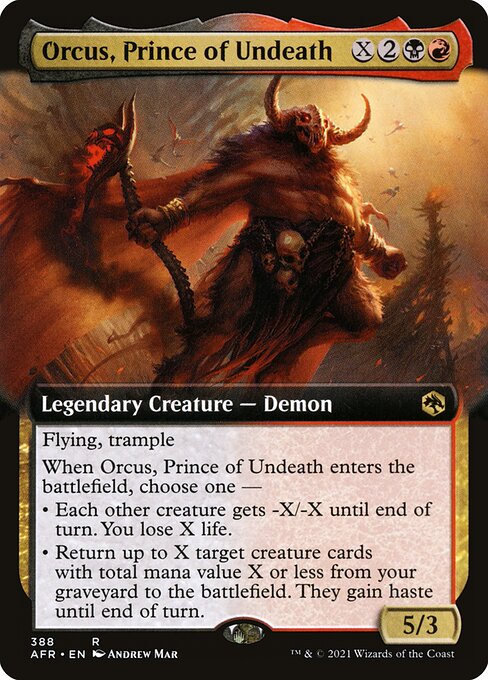 Orcus, Prince of Undeath X2
Legendary Creature — Demon
Flying, trample
When Orcus, Prince of Undeath enters the
battlefield, choose one —
• Each other creature gets -X/-X until end of
turn. You lose X life.
• Return up to X target creature cards
with total mana value X or less from your
graveyard to the battlefield. They gain haste
until end of turn.
5/3
388 R
AFR • EN Andrew Mar
™ & © 2021 Wizards of the Coast